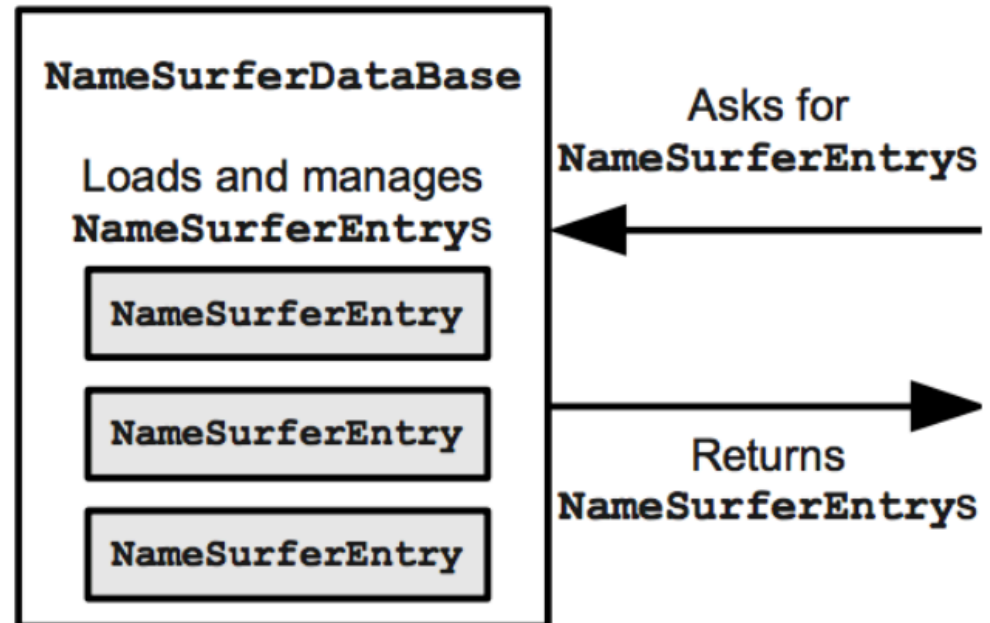 NameSurferDataBase
Loads and manages
NameSurferEntrys
NameSurferEntry
NameSurferEntry
NameSurferEntry
Asks for
NameSurferEntrys
Returns
NameSurferEntrys